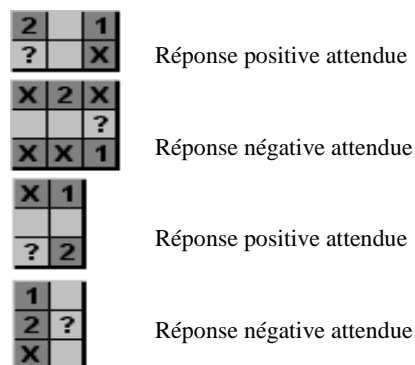 2 1
? X Réponse positive attendue
X 2 X
?
X X 1 Réponse négative attendue
X 1
? 2 Réponse positive attendue
1
2 ? Réponse négative attendue
X